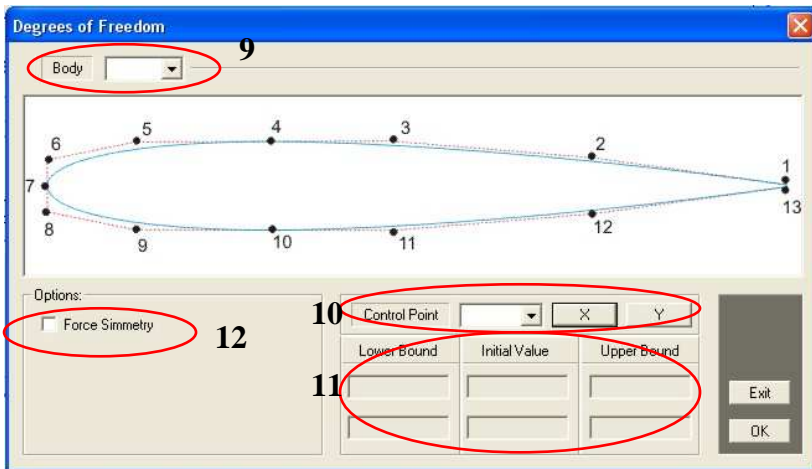 Degrees of Freedom
9
Body
1
2
3
4
5
6
7
8
9
10
11
12
13
Options:
Force Simmetry
12
10
Control Point
X
Y
Lower Bound
Initial Value
Upper Bound
11
Exit
OK